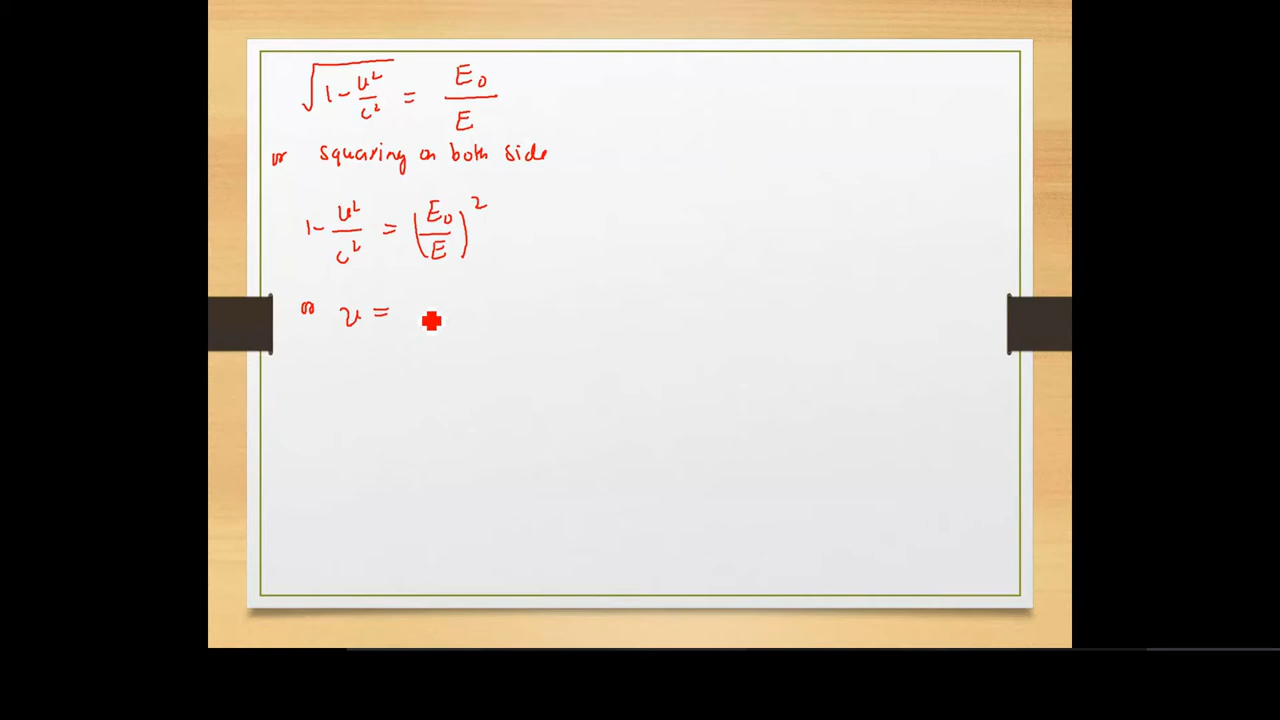 √(1 - u²/c²) = E₀/E
or squaring on both side
1 - u²/c² = (E₀/E)²
or u =